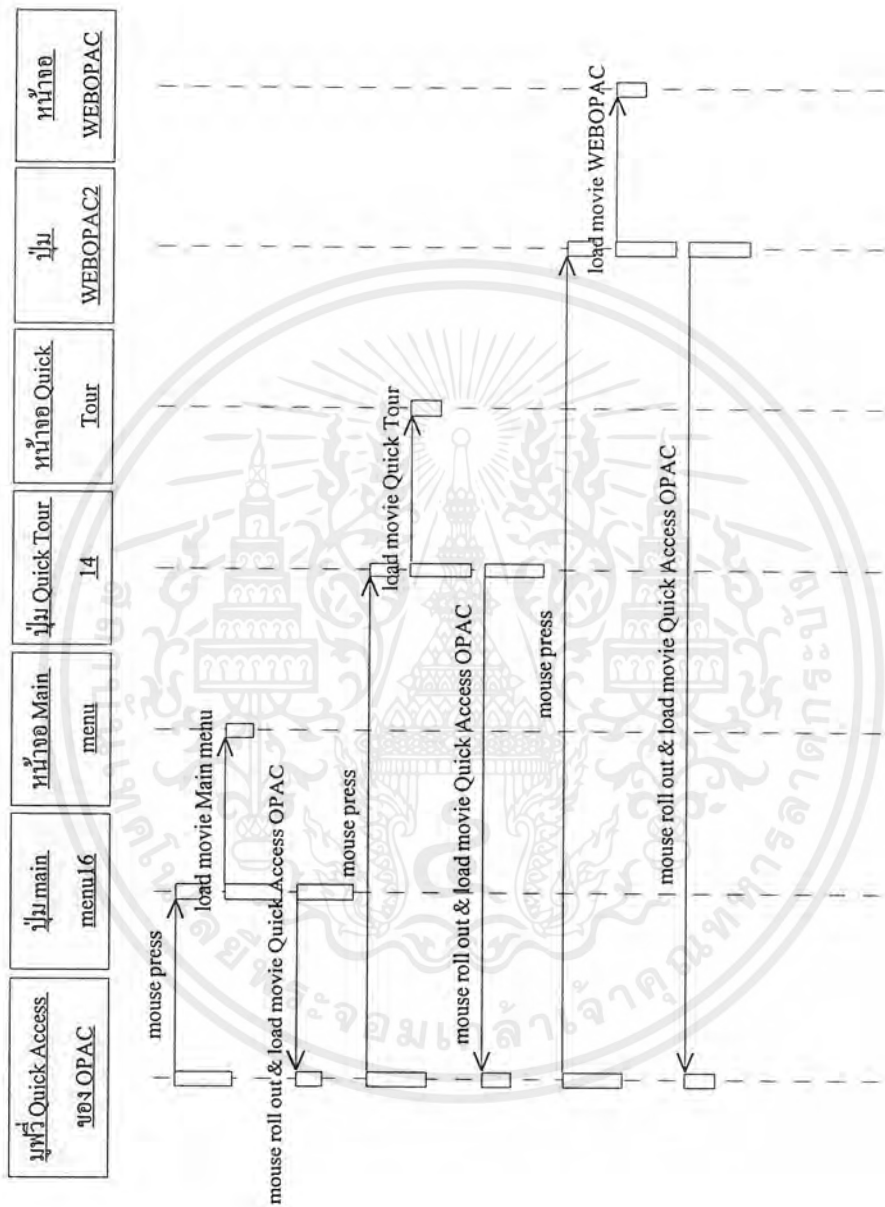 มูฟวี่ Quick Access
ของ OPAC
ปุ่ม main
menu16
หน้าจอ Main
menu
ปุ่ม Quick Tour
14
หน้าจอ Quick
Tour
ปุ่ม
WEBOPAC2
หน้าจอ
WEBOPAC
mouse press
load movie Main menu
mouse roll out & load movie Quick Access OPAC
mouse press
load movie Quick Tour
mouse roll out & load movie Quick Access OPAC
mouse press
load movie WEBOPAC
mouse roll out & load movie Quick Access OPAC